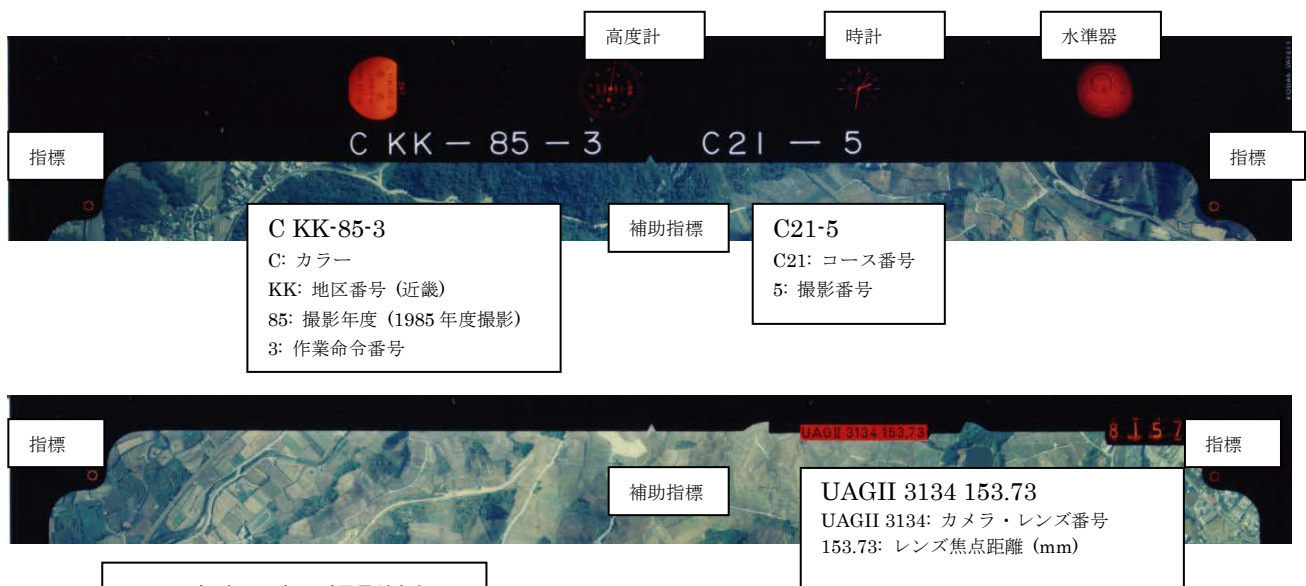 高度計
時計
水準器
指標
指標
C KK — 85 — 3 C21 — 5
C KK-85-3
C: カラー
KK: 地区番号 (近畿)
85: 撮影年度 (1985 年度撮影)
3: 作業命令番号
補助指標
C21-5
C21: コース番号
5: 撮影番号
指標
UAGII 3134 153.73
指標
補助指標
UAGII 3134 153.73
UAGII 3134: カメラ・レンズ番号
153.73: レンズ焦点距離 (mm)